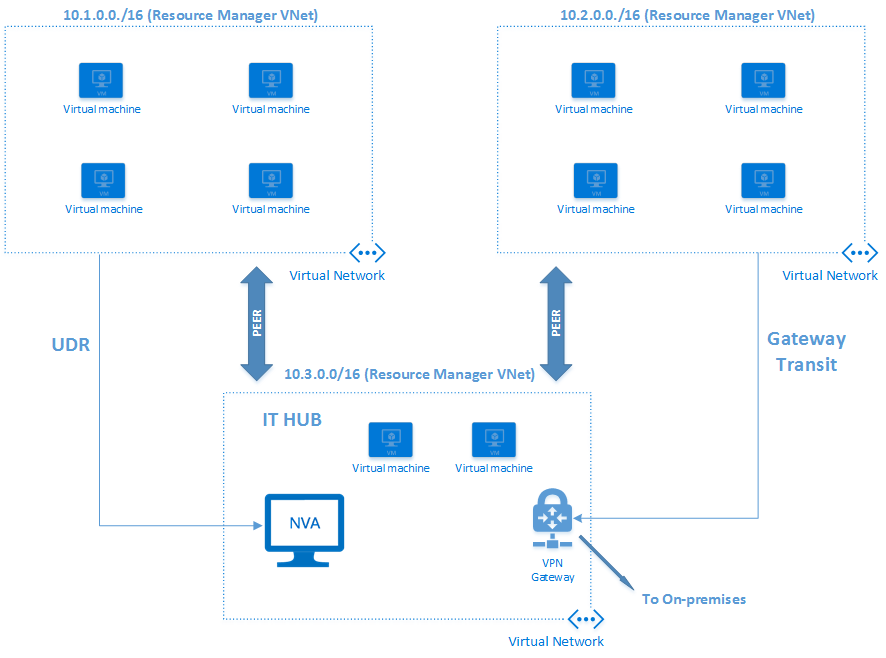 10.1.0.0./16 (Resource Manager VNet)
10.2.0.0./16 (Resource Manager VNet)
VM
VM
VM
VM
Virtual machine
Virtual machine
Virtual machine
Virtual machine
VM
VM
VM
VM
Virtual machine
Virtual machine
Virtual machine
Virtual machine
Virtual Network
Virtual Network
PEER
PEER
UDR
Gateway
Transit
10.3.0.0/16 (Resource Manager VNet)
IT HUB
VM
VM
Virtual machine
Virtual machine
NVA
VPN
Gateway
To On-premises
Virtual Network